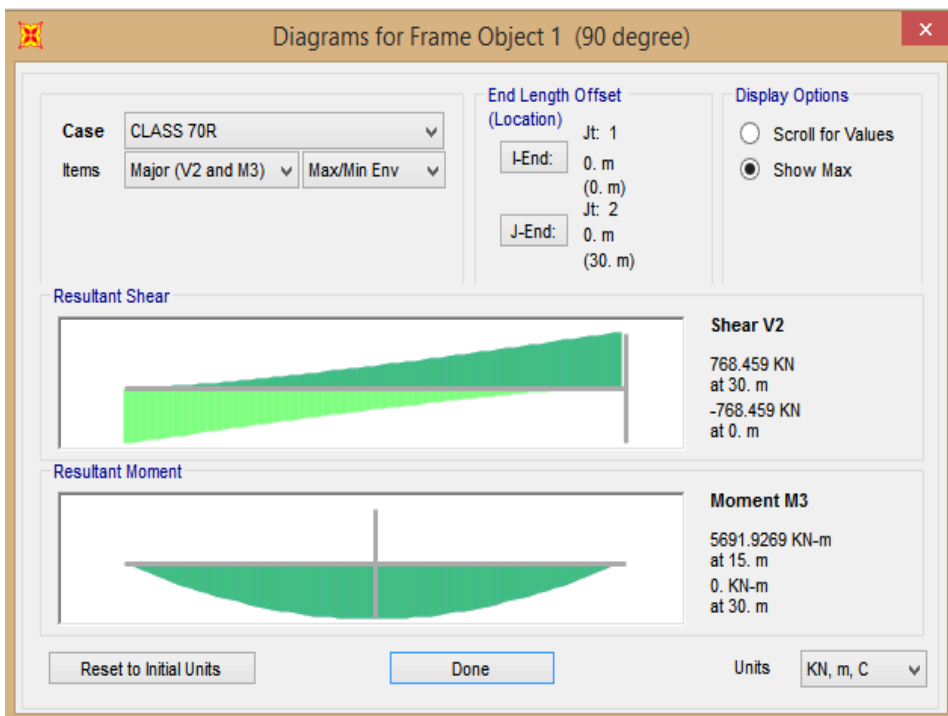 Diagrams for Frame Object 1 (90 degree)
x
Case
CLASS 70R
Items
Major (V2 and M3)
Max/Min Env
End Length Offset
(Location)
I-End:
Jt: 1
0. m
(0. m)
J-End:
Jt: 2
0. m
(30. m)
Display Options
Scroll for Values
Show Max
Resultant Shear
Shear V2
768.459 KN
at 30. m
-768.459 KN
at 0. m
Resultant Moment
Moment M3
5691.9269 KN-m
at 15. m
0. KN-m
at 30. m
Reset to Initial Units
Done
Units
KN, m, C